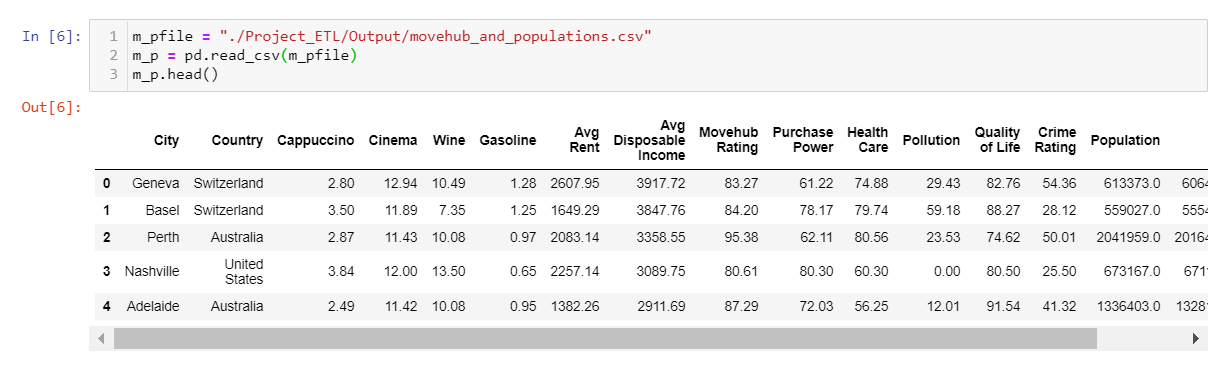 In [6]:
1 m_pfile = "./Project_ETL/Output/movehub_and_populations.csv"
2 m_p = pd.read_csv(m_pfile)
3 m_p.head()
Out[6]:
City Country Cappuccino Cinema Wine Gasoline Avg Rent Avg Disposable Income Movehub Rating Purchase Power Health Care Pollution Quality of Life Crime Rating Population
0 Geneva Switzerland 2.80 12.94 10.49 1.28 2607.95 3917.72 83.27 61.22 74.88 29.43 82.76 54.36 613373.0 6064
1 Basel Switzerland 3.50 11.89 7.35 1.25 1649.29 3847.76 84.20 78.17 79.74 59.18 88.27 28.12 559027.0 5554
2 Perth Australia 2.87 11.43 10.08 0.97 2083.14 3358.55 95.38 62.11 80.56 23.53 74.62 50.01 2041959.0 20164
3 Nashville United States 3.84 12.00 13.50 0.65 2257.14 3089.75 80.61 80.30 60.30 0.00 80.50 25.50 673167.0 671
4 Adelaide Australia 2.49 11.42 10.08 0.95 1382.26 2911.69 87.29 72.03 56.25 12.01 91.54 41.32 1336403.0 1328